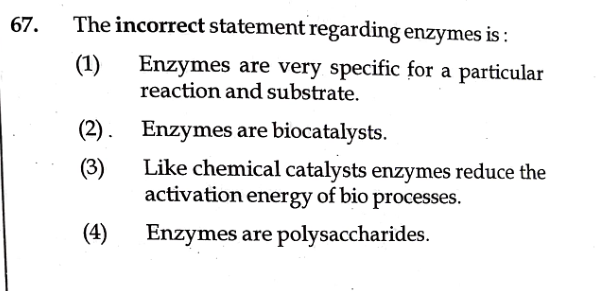 67. The incorrect statement regarding enzymes is :
(1) Enzymes are very specific for a particular
reaction and substrate.
(2) . Enzymes are biocatalysts.
(3) Like chemical catalysts enzymes reduce the
activation energy of bio processes.
(4) Enzymes are polysaccharides.